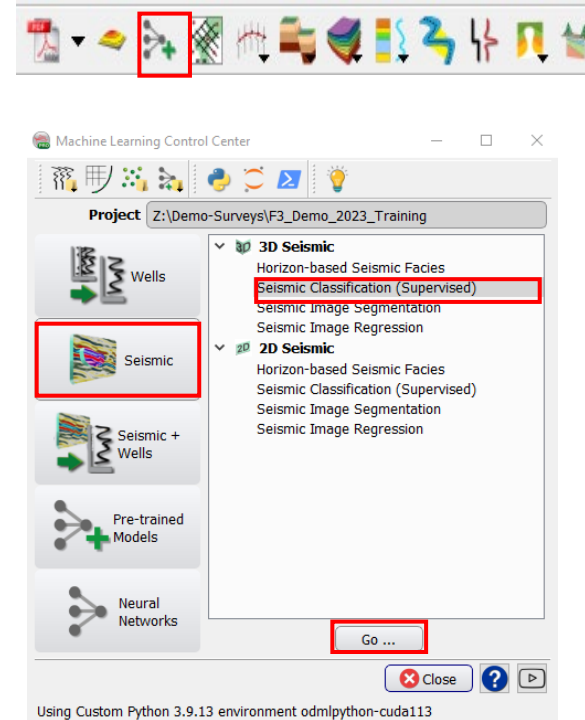 PDF
Machine Learning Control Center
Project Z:\Demo-Surveys\F3_Demo_2023_Training
Wells
Seismic
Seismic +
Wells
Pre-trained
Models
Neural
Networks
3D 3D Seismic
Horizon-based Seismic Facies
Seismic Classification (Supervised)
Seismic Image Segmentation
Seismic Image Regression
2D 2D Seismic
Horizon-based Seismic Facies
Seismic Classification (Supervised)
Seismic Image Segmentation
Seismic Image Regression
Go ...
Close ?
Using Custom Python 3.9.13 environment odmlpython-cuda113